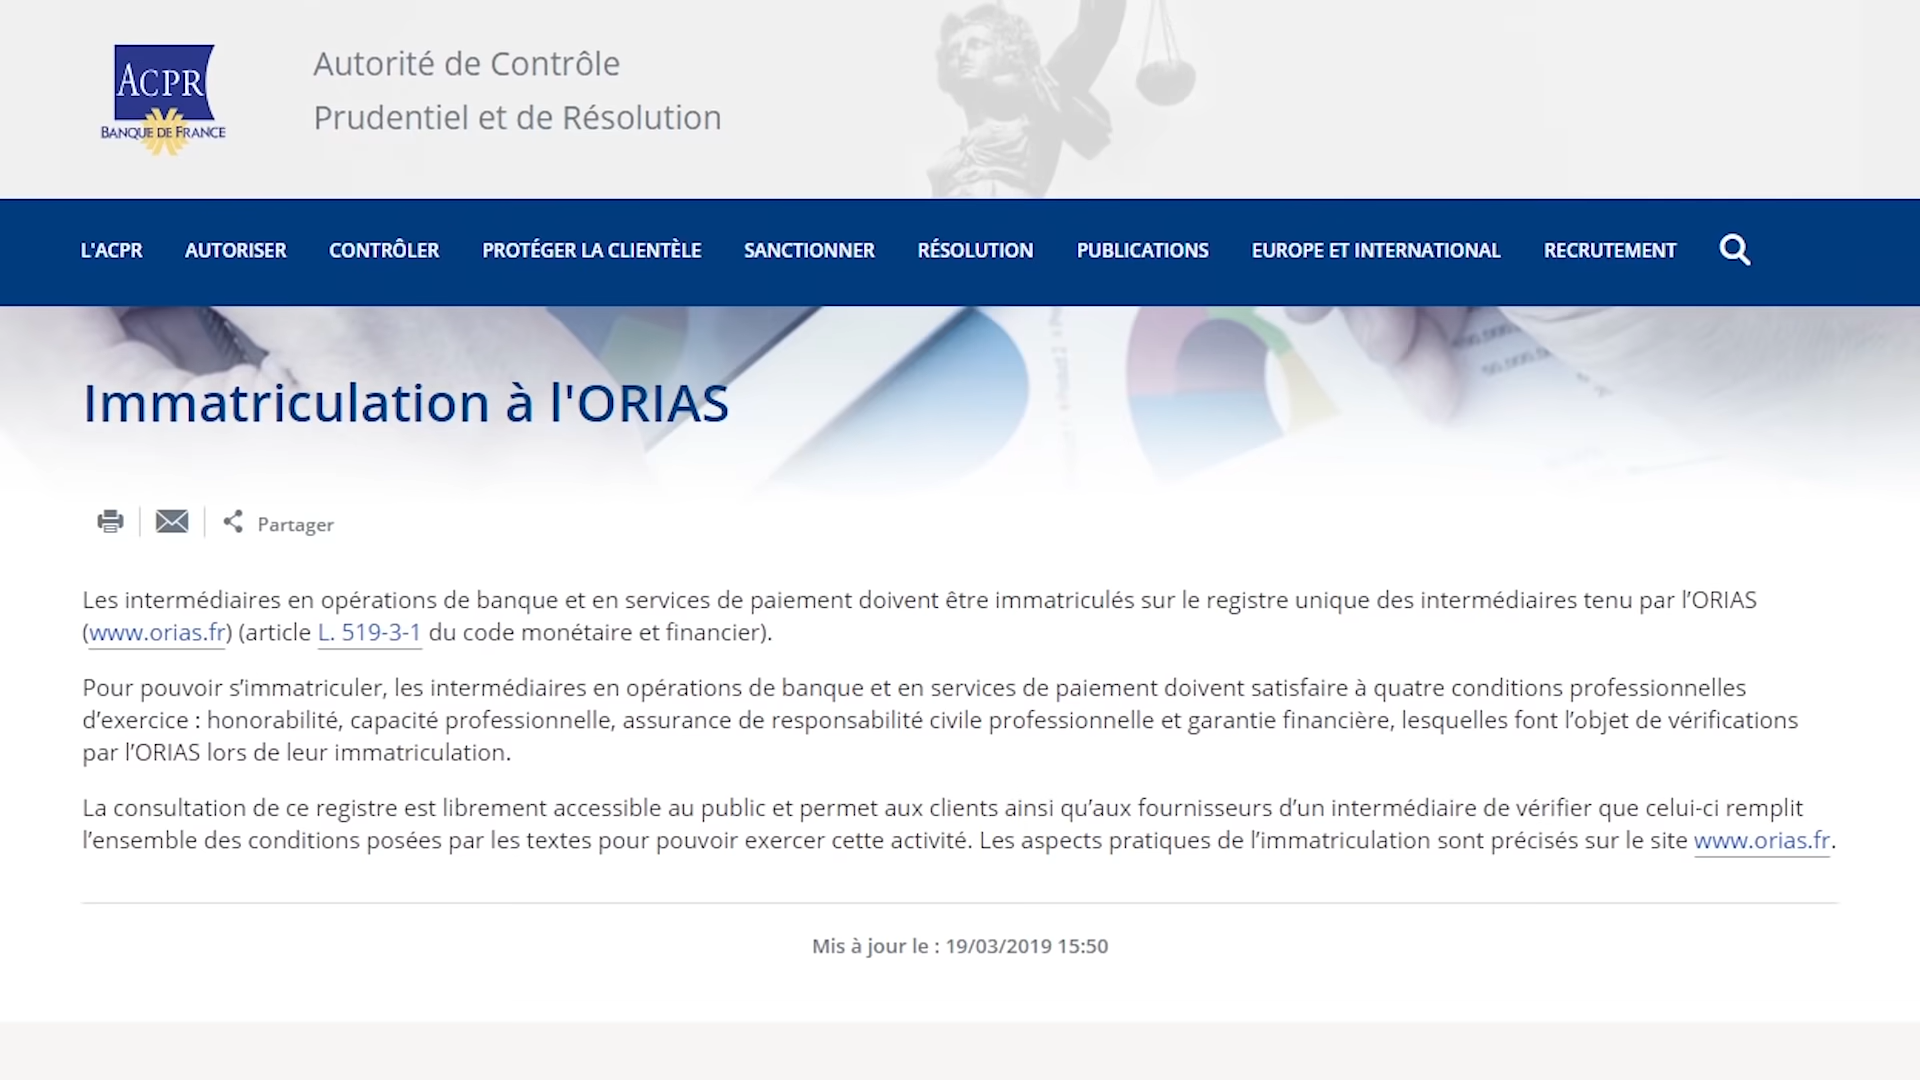 ACPR
BANQUE DE FRANCE
Autorité de Contrôle
Prudentiel et de Résolution
L'ACPR AUTORISER CONTRÔLER PROTÉGER LA CLIENTÈLE SANCTIONNER RÉSOLUTION PUBLICATIONS EUROPE ET INTERNATIONAL RECRUTEMENT
Immatriculation à l'ORIAS
Partager
Les intermédiaires en opérations de banque et en services de paiement doivent être immatriculés sur le registre unique des intermédiaires tenu par l’ORIAS
(www.orias.fr) (article L. 519-3-1 du code monétaire et financier).
Pour pouvoir s’immatriculer, les intermédiaires en opérations de banque et en services de paiement doivent satisfaire à quatre conditions professionnelles
d’exercice : honorabilité, capacité professionnelle, assurance de responsabilité civile professionnelle et garantie financière, lesquelles font l’objet de vérifications
par l’ORIAS lors de leur immatriculation.
La consultation de ce registre est librement accessible au public et permet aux clients ainsi qu’aux fournisseurs d’un intermédiaire de vérifier que celui-ci remplit
l’ensemble des conditions posées par les textes pour pouvoir exercer cette activité. Les aspects pratiques de l’immatriculation sont précisés sur le site www.orias.fr.
Mis à jour le : 19/03/2019 15:50